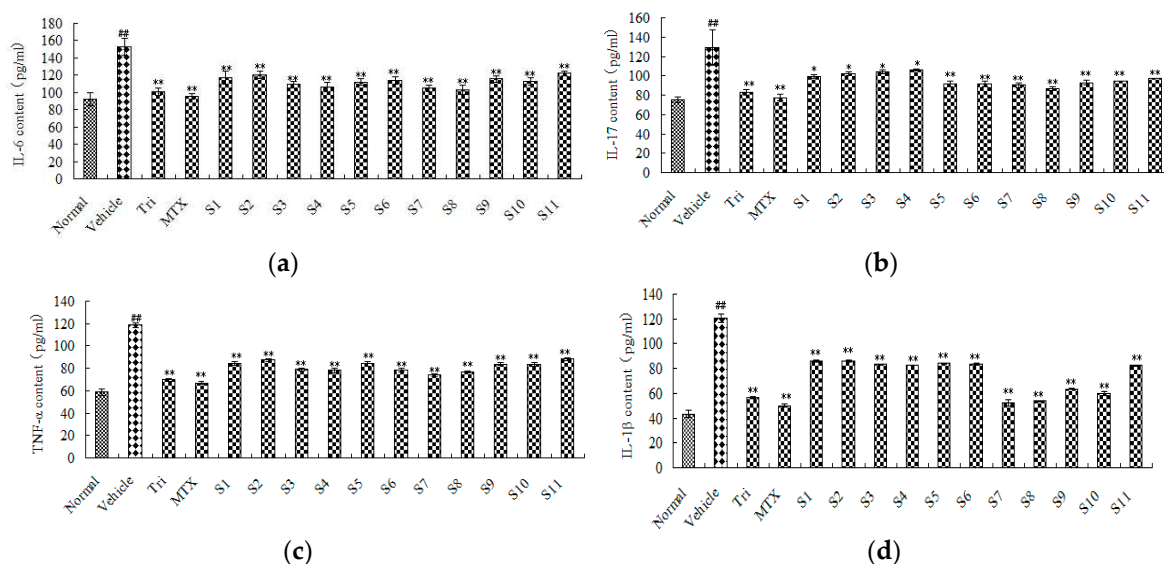 IL-6 content (pg/ml)
180
160
140
120
100
80
60
40
20
0
##
** ** ** ** ** ** ** ** ** ** ** ** **
Normal Vehicle Tri MTX S1 S2 S3 S4 S5 S6 S7 S8 S9 S10 S11
(a)
IL-17 content (pg/ml)
160
140
120
100
80
60
40
20
0
##
** ** * * * * ** ** ** ** ** ** **
Normal Vehicle Tri MTX S1 S2 S3 S4 S5 S6 S7 S8 S9 S10 S11
(b)
TNF-α content (pg/ml)
140
120
100
80
60
40
20
0
##
** ** ** ** ** ** ** ** ** ** ** ** **
Normal Vehicle Tri MTX S1 S2 S3 S4 S5 S6 S7 S8 S9 S10 S11
(c)
IL-1β content (pg/ml)
140
120
100
80
60
40
20
0
##
** ** ** ** ** ** ** ** ** ** ** ** **
Normal Vehicle Tri MTX S1 S2 S3 S4 S5 S6 S7 S8 S9 S10 S11
(d)